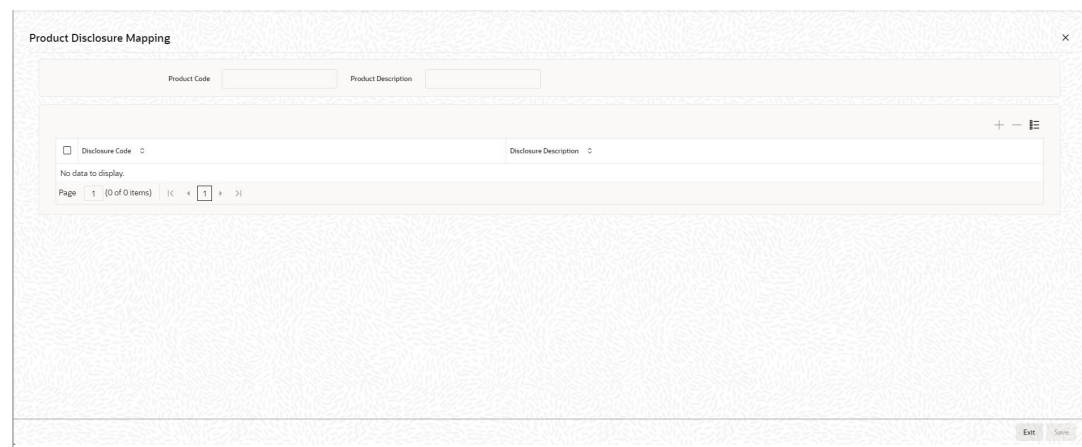 Product Disclosure Mapping
Product Code Product Description
Disclosure Code Disclosure Description
No data to display.
Page 1 (0 of 0 items) 1
Exit Save